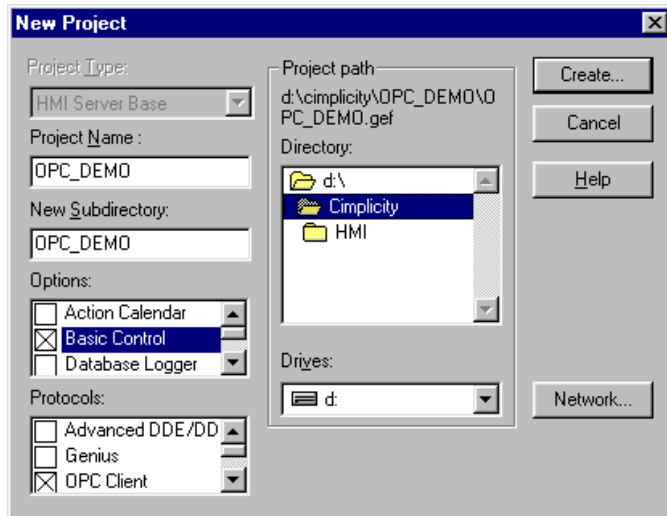 New Project
Project Type:
HMI Server Base
Project Name :
OPC_DEMO
New Subdirectory:
OPC_DEMO
Options:
Action Calendar
Basic Control
Database Logger
Protocols:
Advanced DDE/DD
Genius
OPC Client
Project path
d:\cimplicity\OPC_DEMO\O
PC_DEMO.gef
Directory:
d:\
Cimplicity
HMI
Drives:
d:
Create...
Cancel
Help
Network...